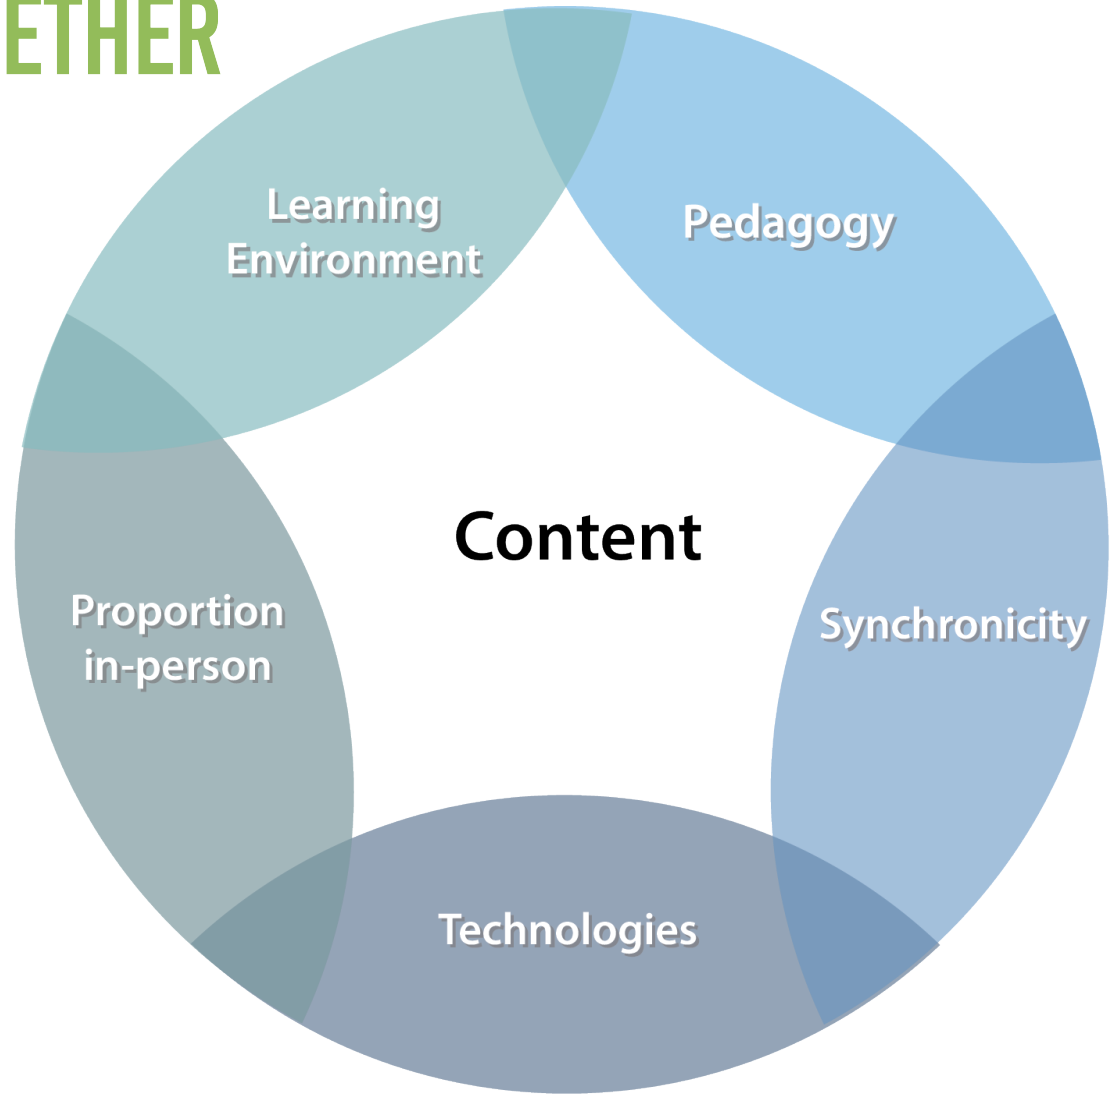 ETHER
Learning
Environment
Pedagogy
Content
Proportion
in-person
Synchronicity
Technologies